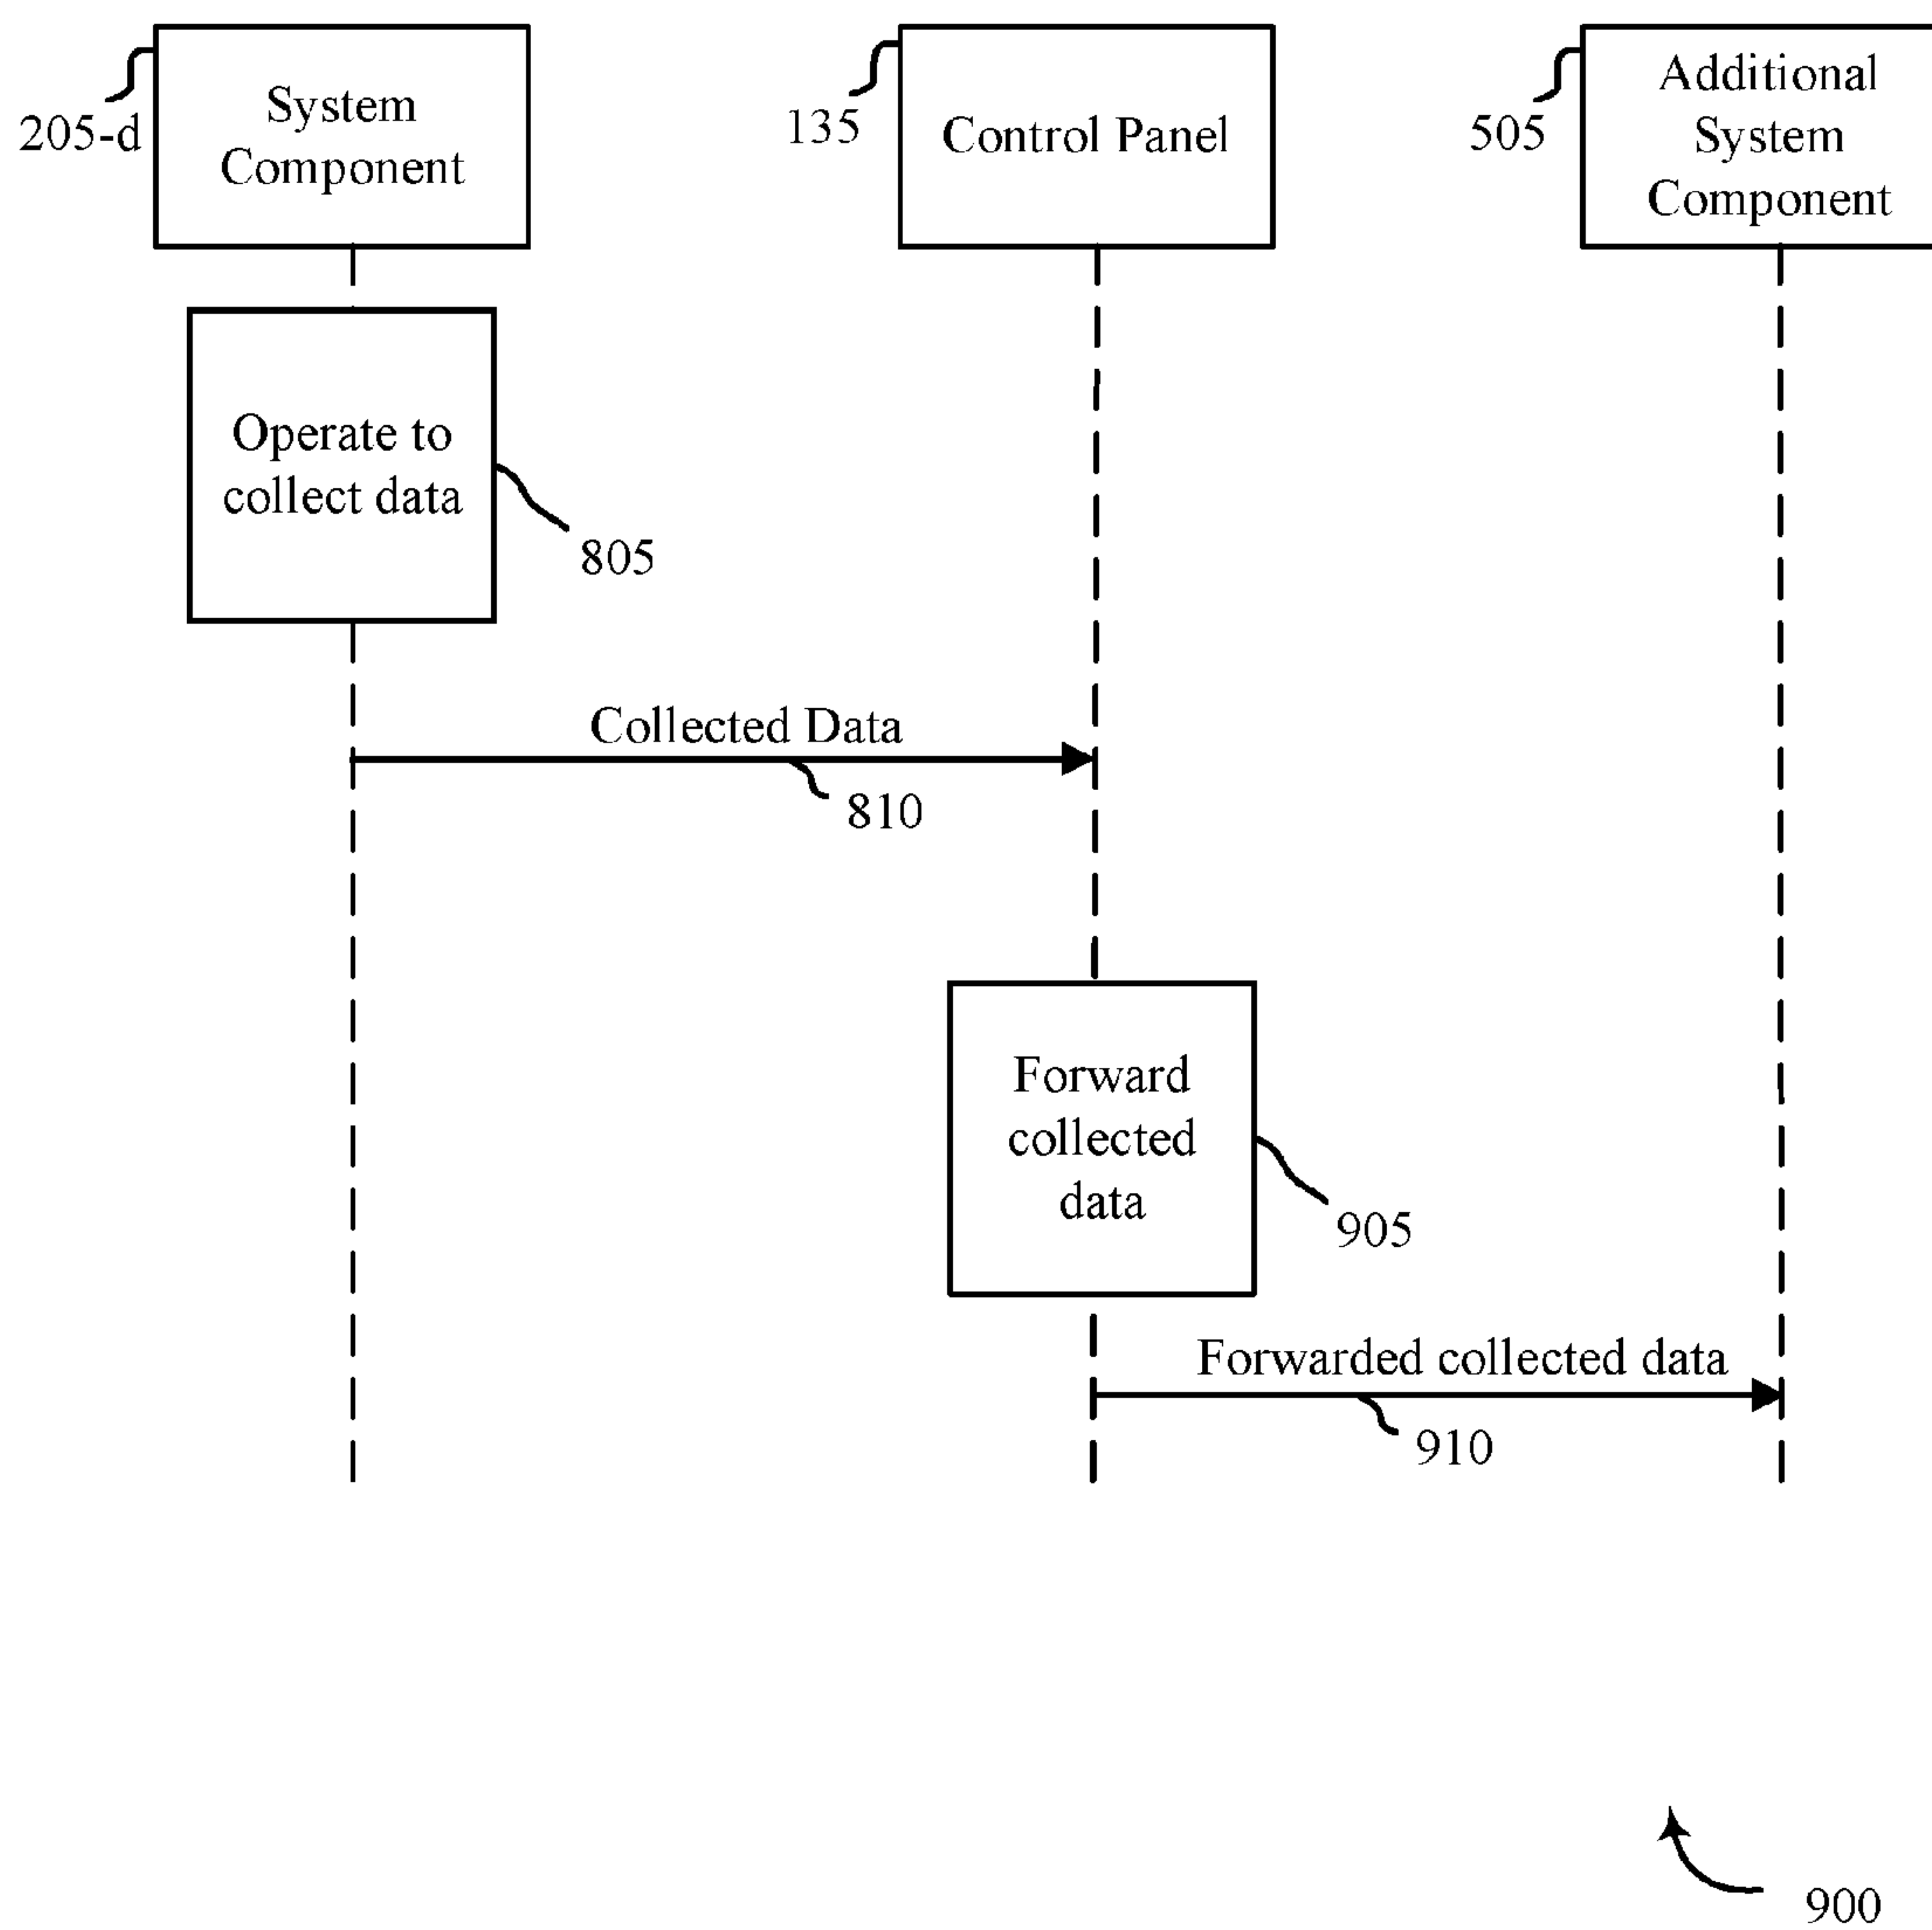 System
Component
205-d
Control Panel
135
Additional
System
Component
505
Operate to
collect data
805
Collected Data
810
Forward
collected
data
905
Forwarded collected data
910
900